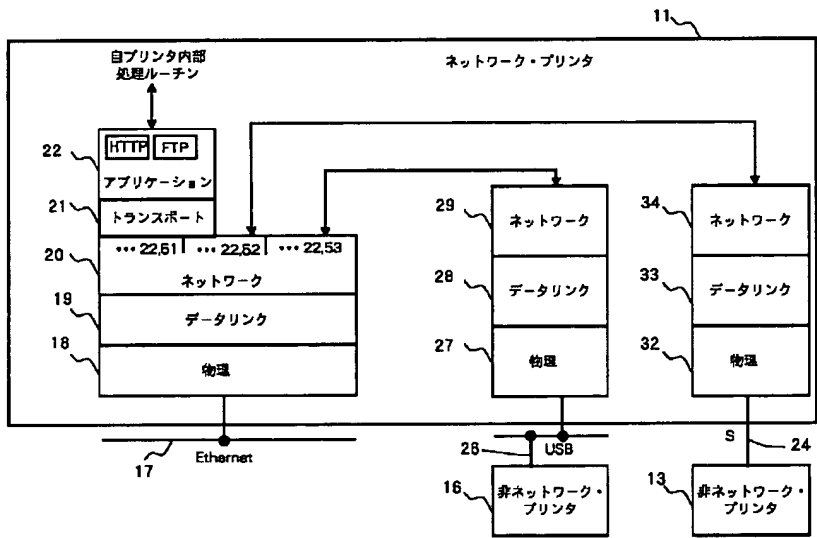 11
自プリンタ内部
処理ルーチン
ネットワーク・プリンタ
22
HTTP FTP
アプリケーション
21
トランスポート
20
••• 22,51 ••• 22,52 ••• 22,53
ネットワーク
19
データリンク
18
物理
29
ネットワーク
28
データリンク
27
物理
34
ネットワーク
33
データリンク
32
物理
17
Ethernet
26
USB
S
24
16
非ネットワーク・
プリンタ
13
非ネットワーク・
プリンタ